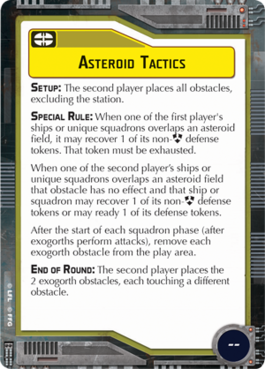 ASTEROID TACTICS
SETUP: The second player places all obstacles,
excluding the station.
SPECIAL RULE: When one of the first player's
ships or unique squadrons overlaps an asteroid
field, it may recover 1 of its non- defense
tokens. That token must be exhausted.
When one of the second player's ships or
unique squadrons overlaps an asteroid field
that obstacle has no effect and that ship or
squadron may recover 1 of its non- defense
tokens or may ready 1 of its defense tokens.
After the start of each squadron phase (after
exogorths perform attacks), remove each
exogorth obstacle from the play area.
END OF ROUND: The second player places the
2 exogorth obstacles, each touching a different
obstacle.
© LFL © FFG
--